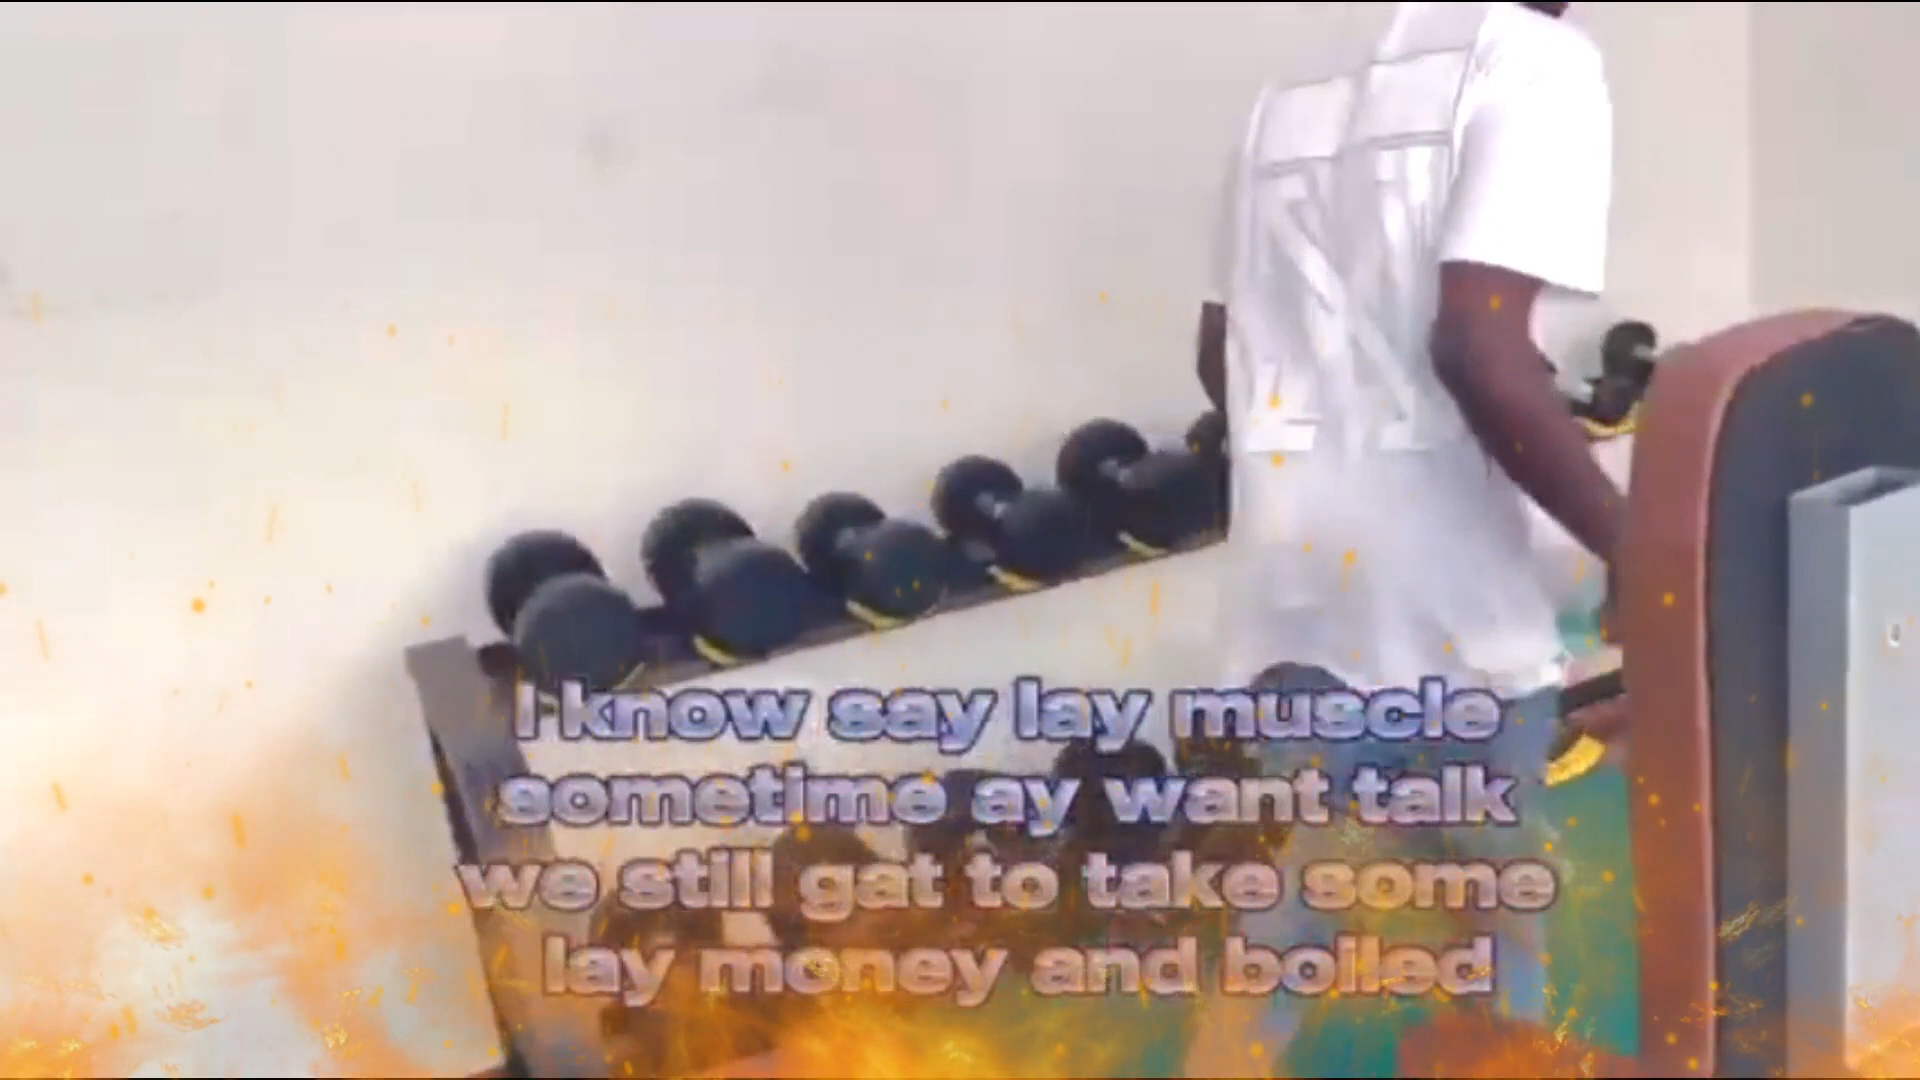 I know say lay muscle
sometime ay want talk
we still gat to take some
lay money and boiled